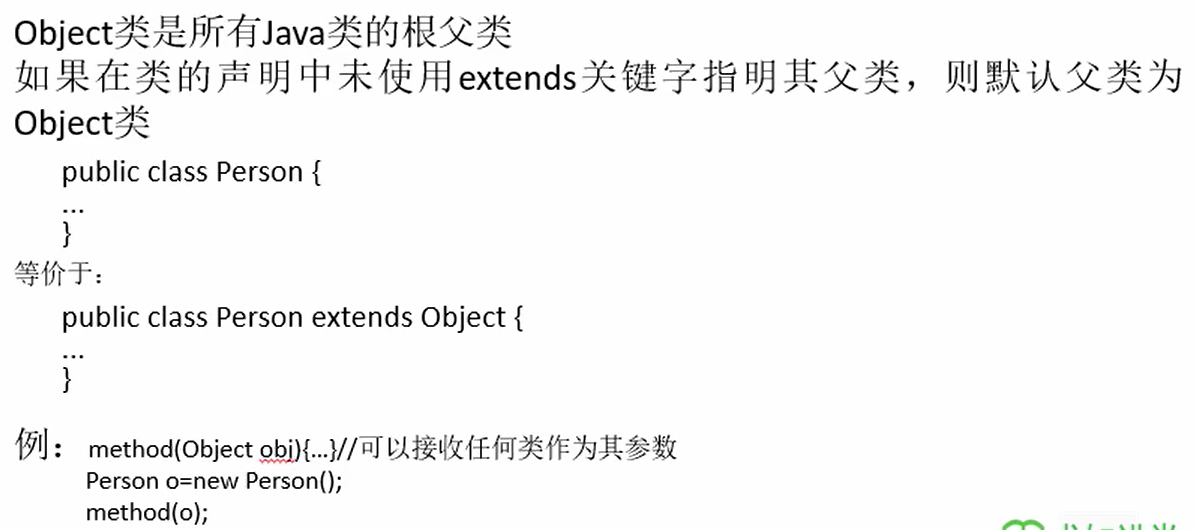 Object类是所有Java类的根父类
如果在类的声明中未使用extends关键字指明其父类，则默认父类为
Object类
public class Person {
...
}
等价于：
public class Person extends Object {
...
}
例： method(Object obj){...}//可以接收任何类作为其参数
Person o=new Person();
method(o);